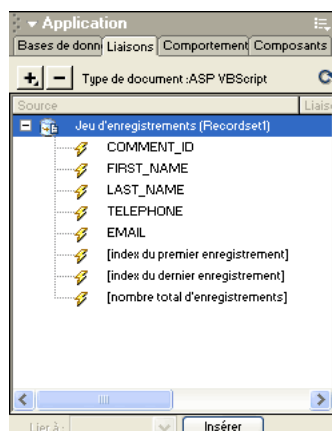 Application
Bases de donn Liaisons Comportement Composants
Type de document :ASP VBScript
Source Liais
Jeu d'enregistrements (Recordset1)
COMMENT_ID
FIRST_NAME
LAST_NAME
TELEPHONE
EMAIL
[index du premier enregistrement]
[index du dernier enregistrement]
[nombre total d'enregistrements]
Lier à : Insérer